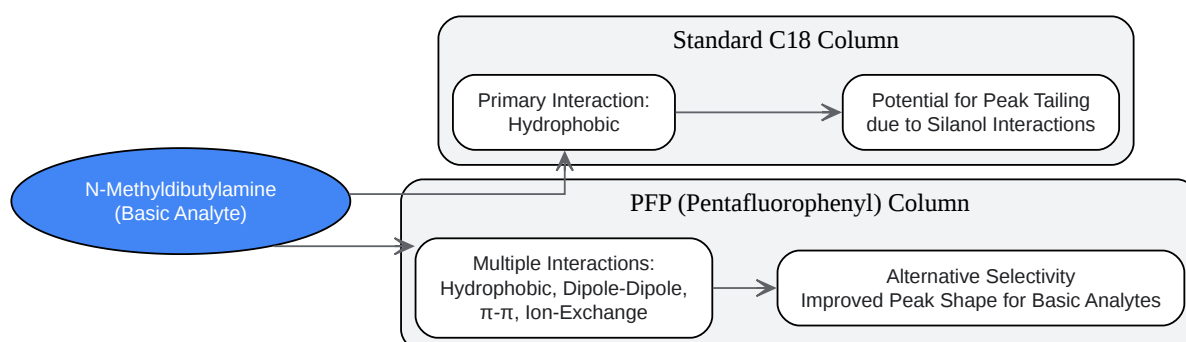 Standard C18 Column
Primary Interaction:
Hydrophobic
Potential for Peak Tailing
due to Silanol Interactions
N-Methyldibutylamine
(Basic Analyte)
PFP (Pentafluorophenyl) Column
Multiple Interactions:
Hydrophobic, Dipole-Dipole,
π-π, Ion-Exchange
Alternative Selectivity
Improved Peak Shape for Basic Analytes